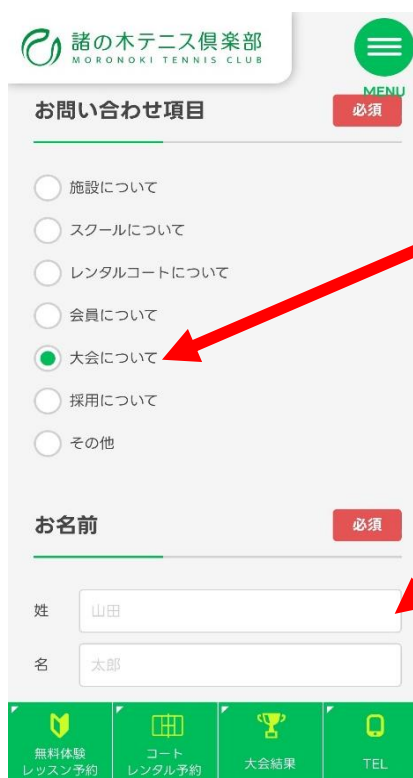 諸の木テニス倶楽部
MORONOKI TENNIS CLUB
MENU
お問い合わせ項目
必須
施設について
スクールについて
レンタルコートについて
会員について
大会について
採用について
その他
お名前
必須
姓
山田
名
太郎
無料体験
レッスン予約
コート
レンタル予約
大会結果
TEL